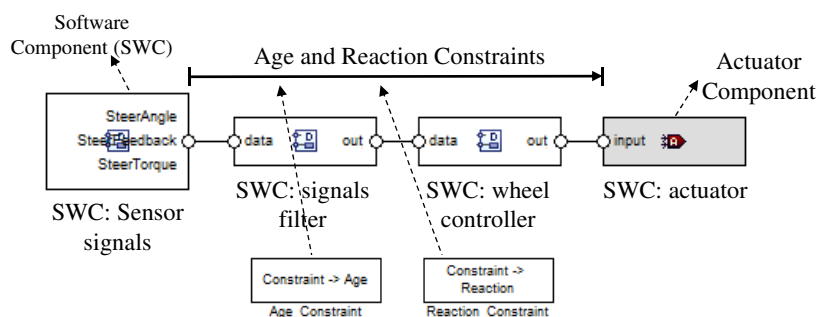 Software
Component (SWC)
Age and Reaction Constraints
Actuator
Component
SteerAngle
SteerFeedback
SteerTorque
data
out
data
out
input
SWC: Sensor
signals
SWC: signals
filter
SWC: wheel
controller
SWC: actuator
Constraint -> Age
Age Constraint
Constraint ->
Reaction
Reaction Constraint